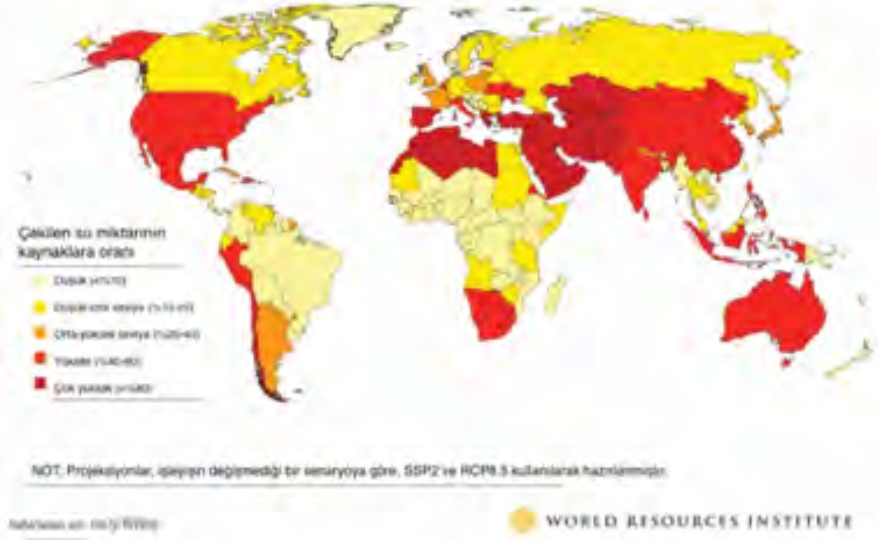 Çekilen su miktarının
kaynaklara oranı
Düşük (<%10)
Düşük-orta seviye (%10-20)
Orta-yüksek seviye (%20-40)
Yüksek (%40-80)
Çok yüksek (>%80)
NOT: Projeksiyonlar, işleyişin değişmediği bir senaryoya göre, SSP2 ve RCP8.5 kullanılarak hazırlanmıştır.
WORLD RESOURCES INSTITUTE